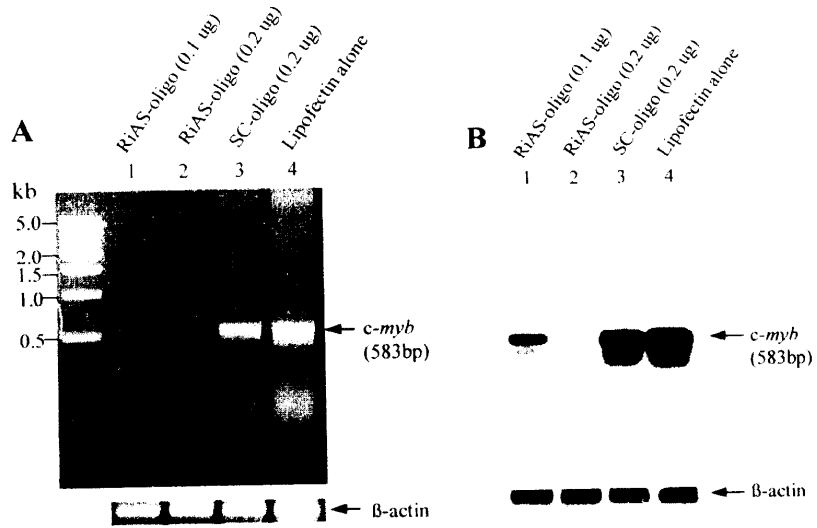 A
RiAS-oligo (0.1 ug)
RiAS-oligo (0.2 ug)
SC-oligo (0.2 ug)
Lipofectin alone
1 2 3 4
kb
5.0
2.0
1.5
1.0
0.5
c-myb
(583bp)
ß-actin
B
RiAS-oligo (0.1 ug)
RiAS-oligo (0.2 ug)
SC-oligo (0.2 ug)
Lipofectin alone
1 2 3 4
c-myb
(583bp)
ß-actin